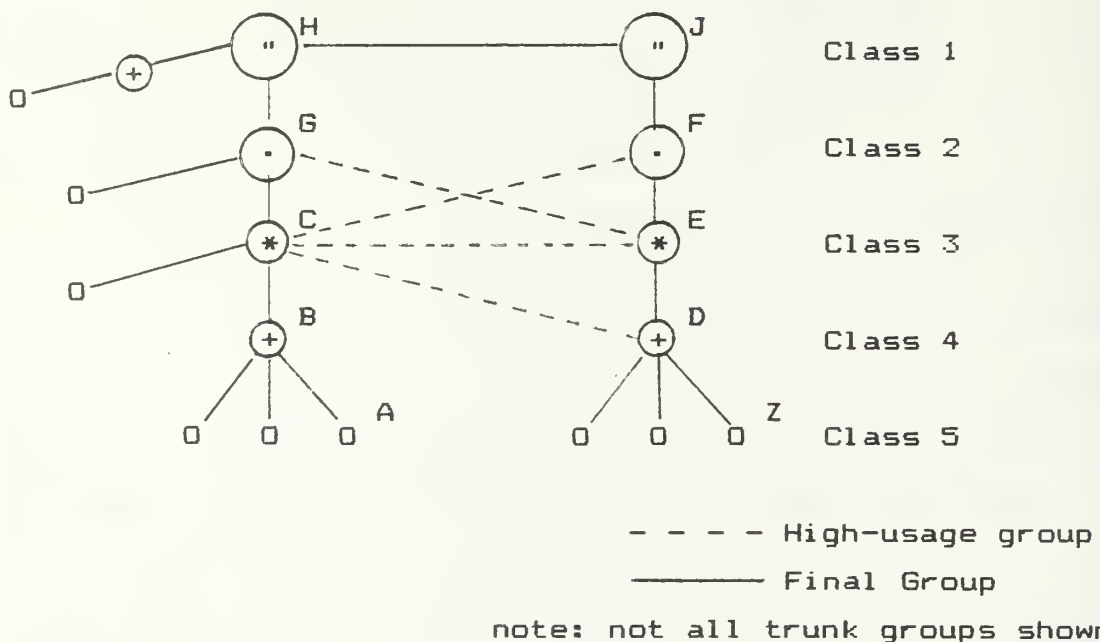 H J Class 1
" "
+
O
G F Class 2
. .
O
C E Class 3
* *
O
B D Class 4
+ +
A Z
O O O O O O Class 5
- - - - - High-usage group
Final Group
note: not all trunk groups shown